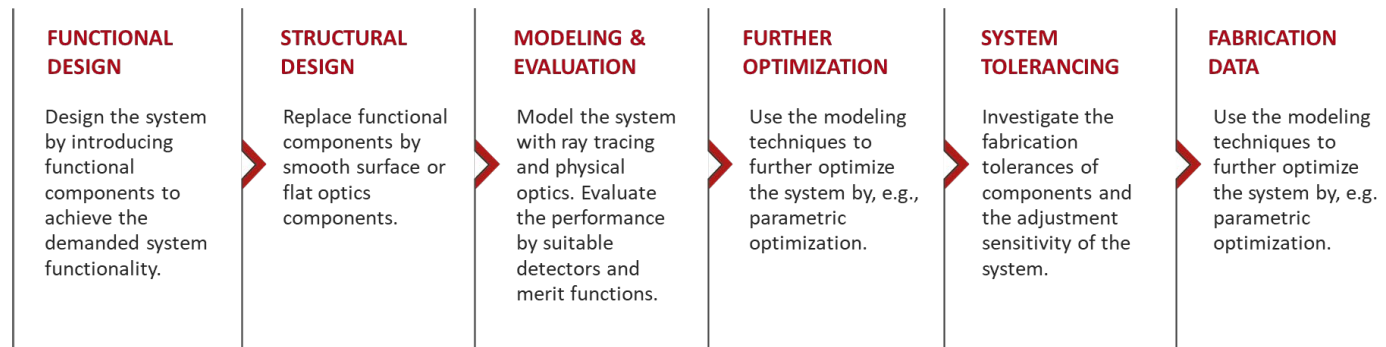 FUNCTIONAL
DESIGN
Design the system
by introducing
functional
components to
achieve the
demanded system
functionality.
STRUCTURAL
DESIGN
Replace functional
components by
smooth surface or
flat optics
components.
MODELING &
EVALUATION
Model the system
with ray tracing
and physical
optics. Evaluate
the performance
by suitable
detectors and
merit functions.
FURTHER
OPTIMIZATION
Use the modeling
techniques to
further optimize
the system by, e.g.,
parametric
optimization.
SYSTEM
TOLERANCING
Investigate the
fabrication
tolerances of
components and
the adjustment
sensitivity of the
system.
FABRICATION
DATA
Use the modeling
techniques to
further optimize
the system by, e.g.
parametric
optimization.